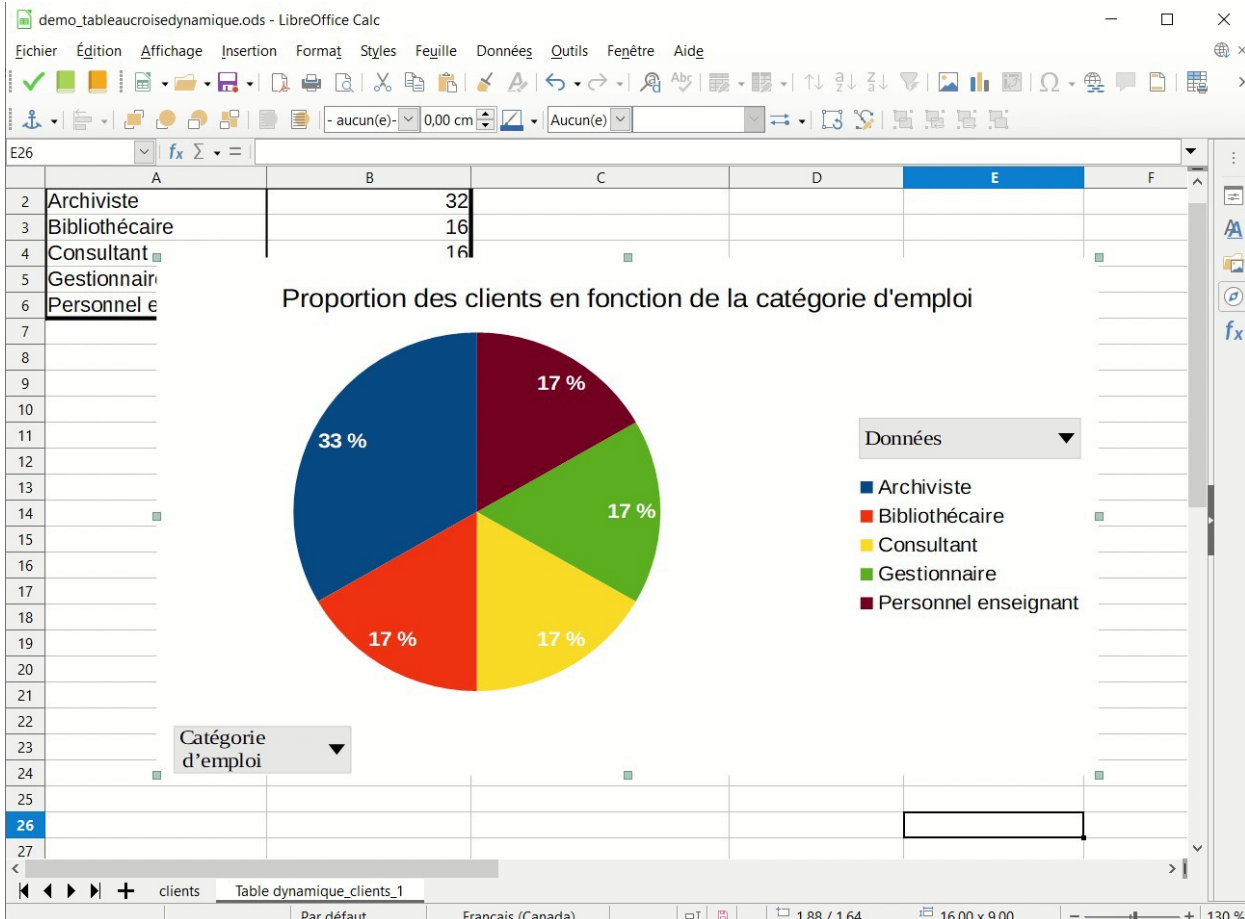 demo_tableaucroisedynamique.ods - LibreOffice Calc
Fichier Édition Affichage Insertion Format Styles Feuille Données Outils Fenêtre Aide
- aucun(e)- 0,00 cm Aucun(e)
E26
A B C D E F
2 Archiviste 32
3 Bibliothécaire 16
4 Consultant 16
5 Gestionnair
6 Personnel e
7
8
9
10
11
12
13
14
15
16
17
18
19
20
21
22
23
24
25
26
27
Proportion des clients en fonction de la catégorie d'emploi
17 %
33 %
17 %
17 %
17 %
Données
Archiviste
Bibliothécaire
Consultant
Gestionnaire
Personnel enseignant
Catégorie
d’emploi
clients Table dynamique_clients_1
Par défaut Français (Canada) 1,88 / 1,64 16,00 x 9,00 130 %